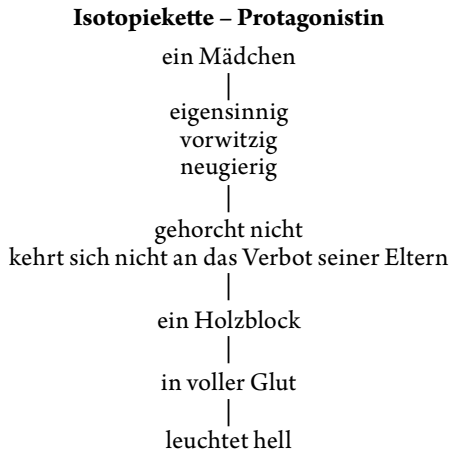 Isotopiekette – Protagonistin
ein Mädchen
eigensinnig
vorwitzig
neugierig
gehorcht nicht
kehrt sich nicht an das Verbot seiner Eltern
ein Holzblock
in voller Glut
leuchtet hell